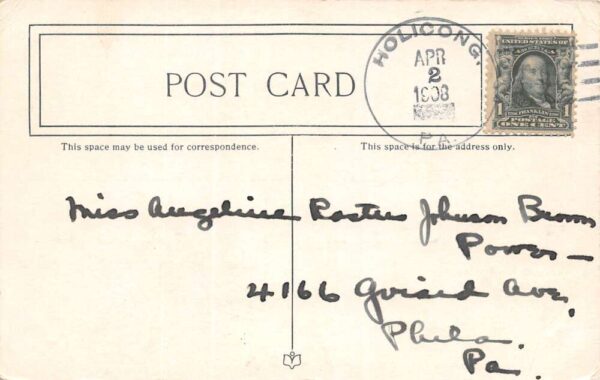 HOLICONG.
APR
2
1908
PA.
UNITED STATES OF
AMERICA
1 FRANKLIN 1
POSTAGE
ONE CENT
POST CARD
This space may be used for correspondence.
This space is for the address only.
Miss Angeline Johnson Brown
Power —
4166 Girard Ave.
Phila.
Pa.